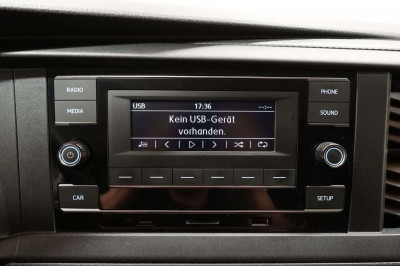 USB 17:36 --:--
RADIO
PHONE
Kein USB-Gerät
vorhanden.
MEDIA
SOUND
CAR
SETUP